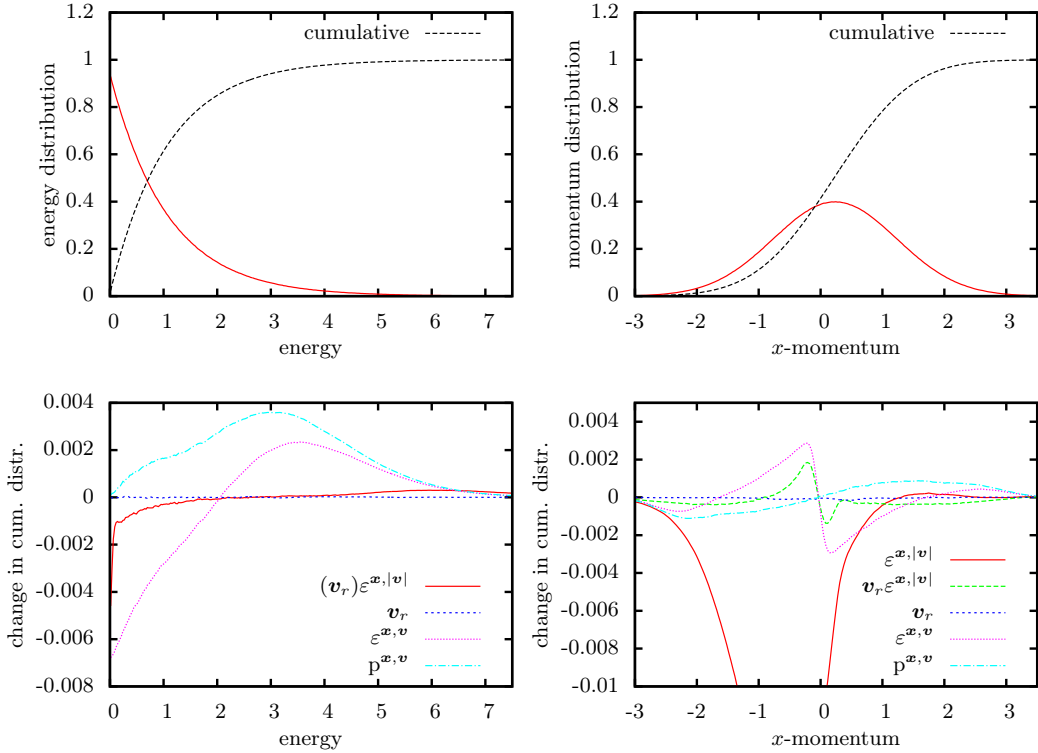 1.2
1
0.8
0.6
0.4
0.2
0
0 1 2 3 4 5 6 7
energy distribution
energy
cumulative
1.2
1
0.8
0.6
0.4
0.2
0
-3 -2 -1 0 1 2 3
momentum distribution
x-momentum
cumulative
0.004
0.002
0
-0.002
-0.004
-0.006
-0.008
0 1 2 3 4 5 6 7
change in cum. distr.
energy
(v_r)ε^{x,|v|}
v_r
ε^{x,v}
p^{x,v}
0.004
0.002
0
-0.002
-0.004
-0.006
-0.008
-0.01
-3 -2 -1 0 1 2 3
change in cum. distr.
x-momentum
ε^{x,|v|}
v_rε^{x,|v|}
v_r
ε^{x,v}
p^{x,v}